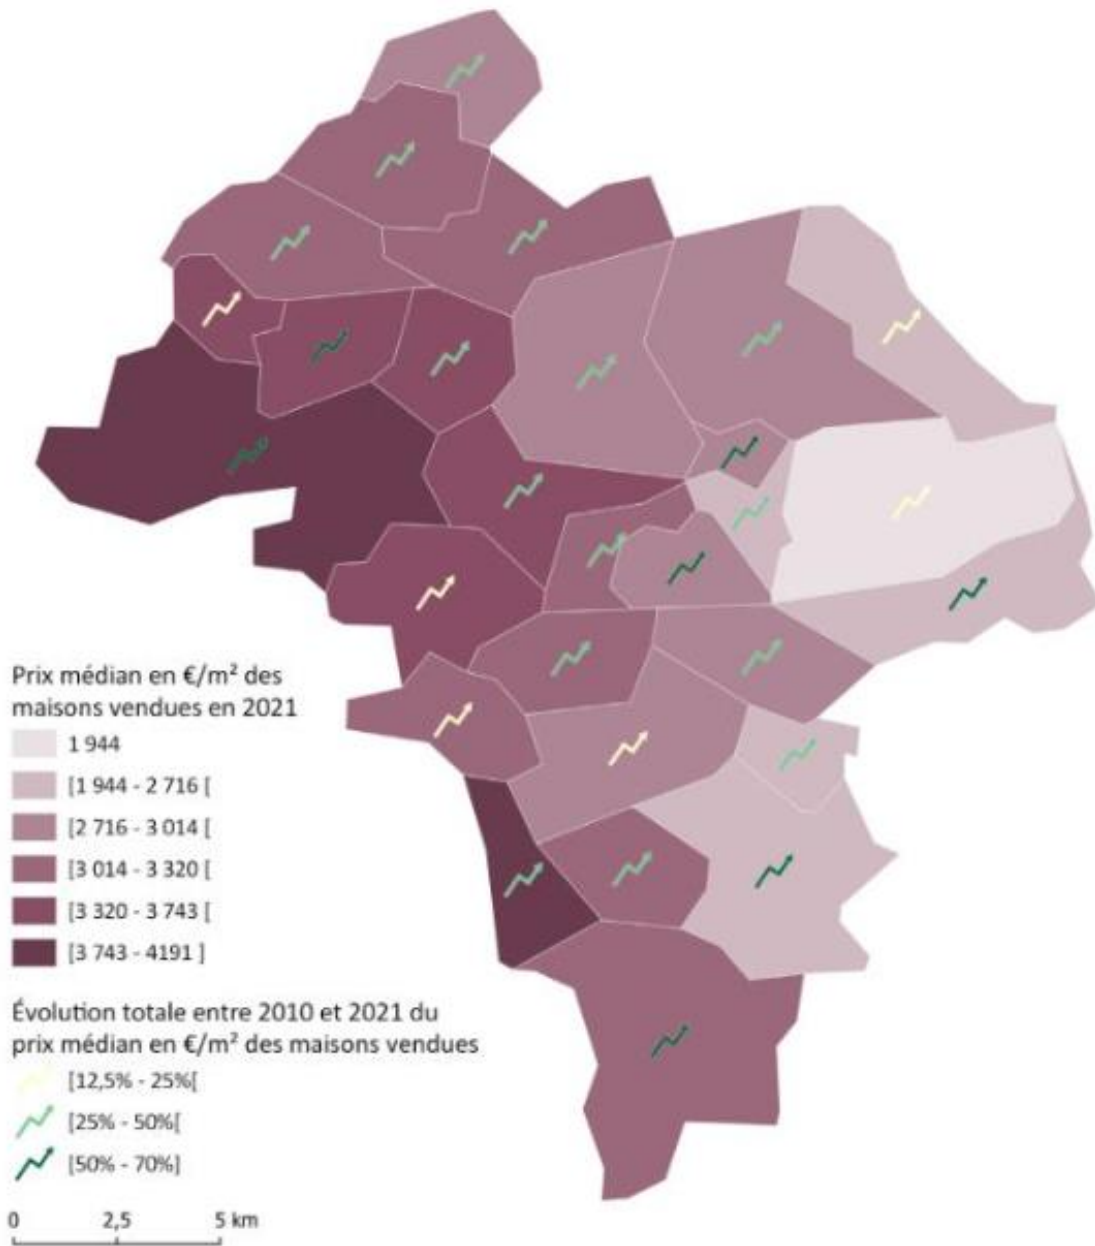 Prix médian en €/m² des
maisons vendues en 2021
1 944
[1 944 - 2 716 [
[2 716 - 3 014 [
[3 014 - 3 320 [
[3 320 - 3 743 [
[3 743 - 4191 ]
Évolution totale entre 2010 et 2021 du
prix médian en €/m² des maisons vendues
[12,5% - 25%[
[25% - 50%[
[50% - 70%]
0 2,5 5 km